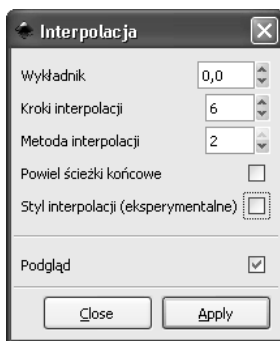 Interpolacja
Wykładnik 0,0
Kroki interpolacji 6
Metoda interpolacji 2
Powiel ścieżki końcowe
Styl interpolacji (eksperymentalne)
Podgląd
Close Apply